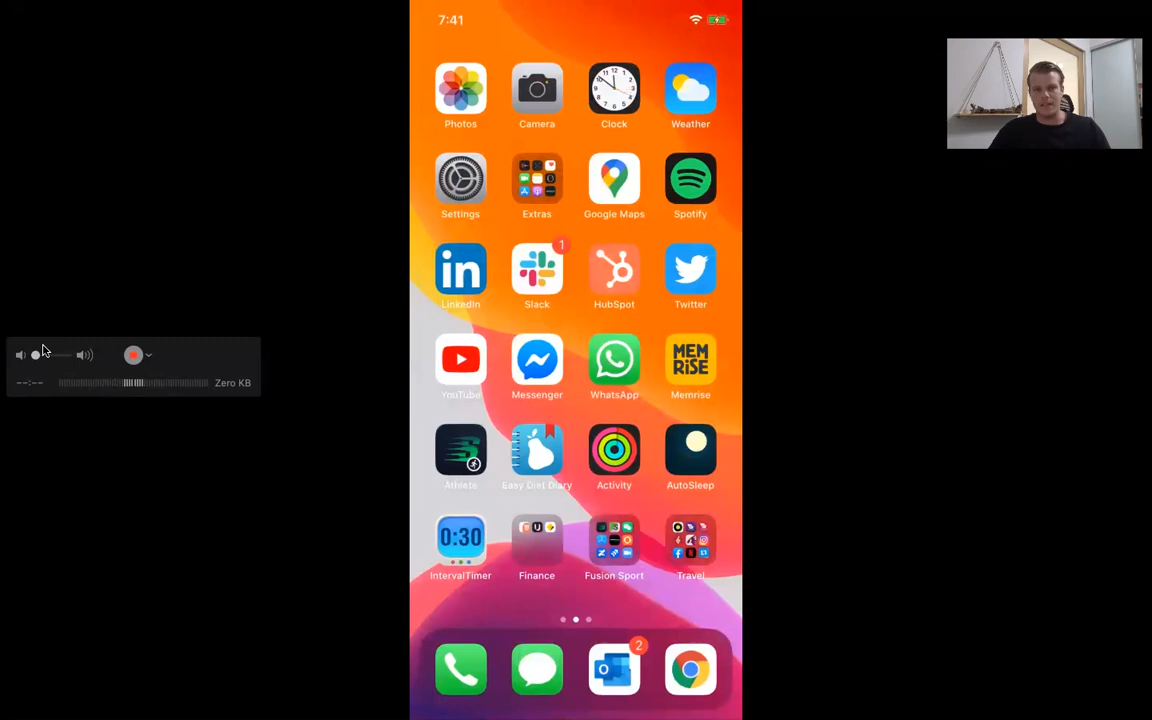 7:41
Photos Camera Clock Weather
Settings Extras Google Maps Spotify
1
in
LinkedIn Slack HubSpot Twitter
MEM
RISE
YouTube Messenger WhatsApp Memrise
Athlete Easy Diet Diary Activity AutoSleep
0:30
IntervalTimer Finance Fusion Sport Travel
2
--:-- Zero KB